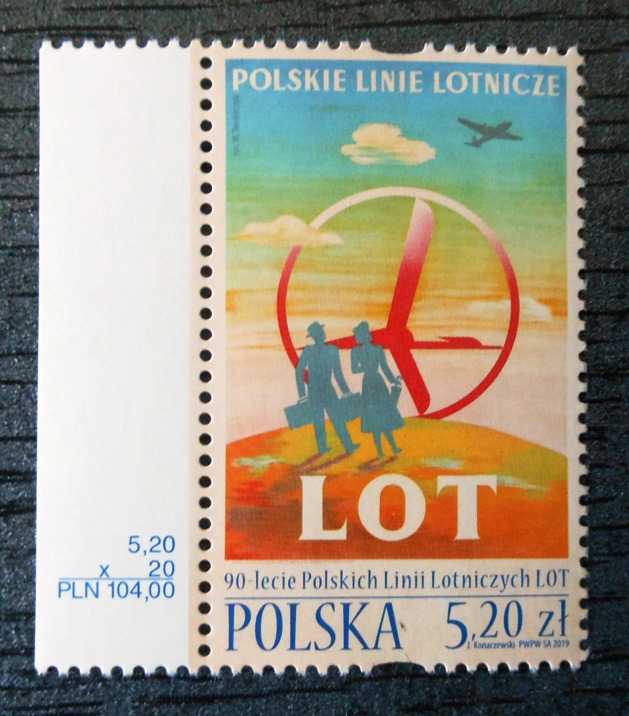 POLSKIE LINIE LOTNICZE
LOT
90-lecie Polskich Linii Lotniczych LOT
POLSKA 5,20 zł
J. Konarzewski PWPW SA 2019
5,20
x 20
PLN 104,00